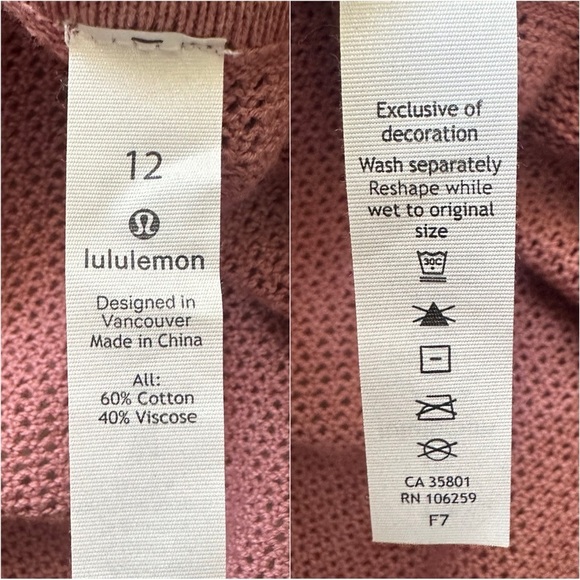 12
lululemon
Designed in
Vancouver
Made in China
All:
60% Cotton
40% Viscose
Exclusive of
decoration
Wash separately
Reshape while
wet to original
size
30C
CA 35801
RN 106259
F7